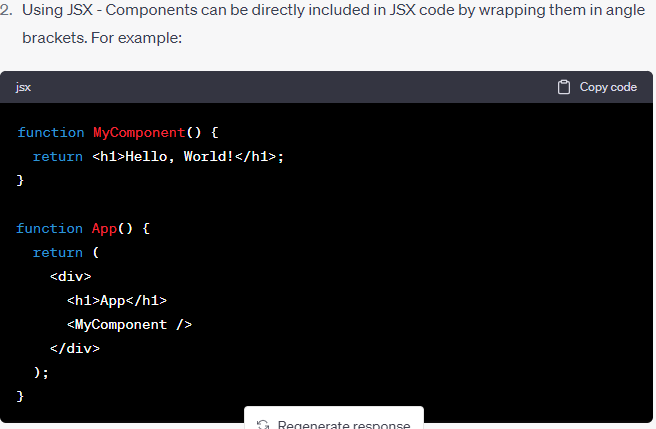 2. Using JSX - Components can be directly included in JSX code by wrapping them in angle
brackets. For example:
jsx Copy code
function MyComponent() {
  return <h1>Hello, World!</h1>;
}
function App() {
  return (
    <div>
      <h1>App</h1>
      <MyComponent />
    </div>
  );
}
Regenerate response